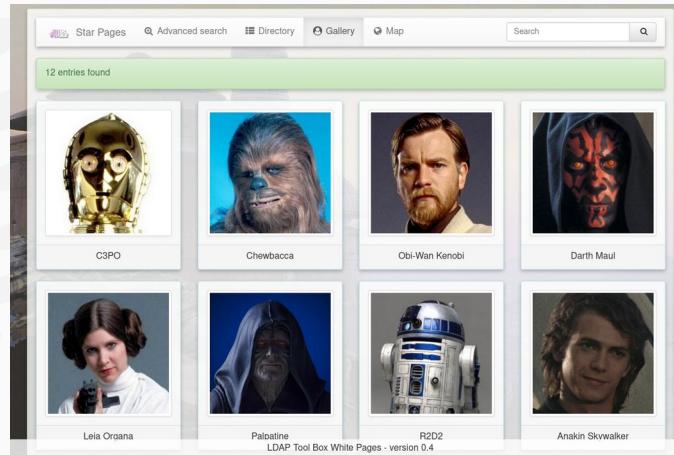 Star Pages Advanced search Directory Gallery Map Search
12 entries found
C3PO Chewbacca Obi-Wan Kenobi Darth Maul
Leia Organa Palpatine R2D2 Anakin Skywalker
LDAP Tool Box White Pages - version 0.4